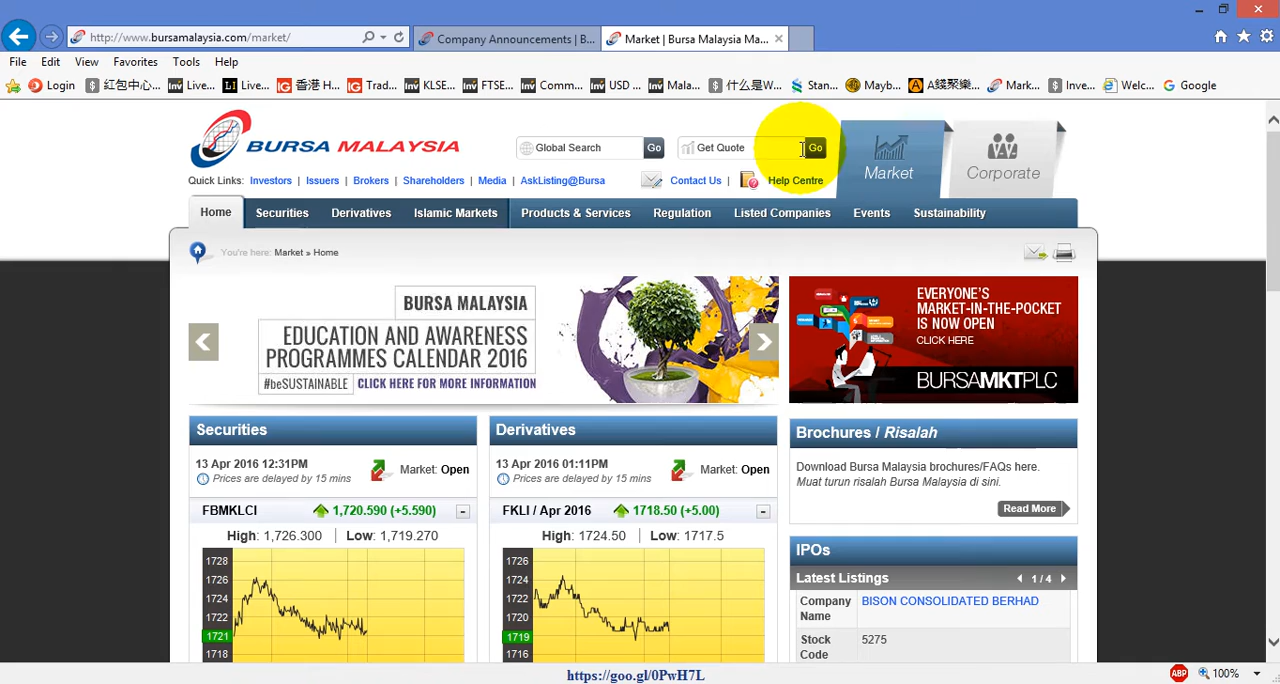 http://www.bursamalaysia.com/market/
Company Announcements | B...
Market | Bursa Malaysia Ma...
File Edit View Favorites Tools Help
Login 紅包中心... Live... Live... 香港 H... Trad... KLSE... FTSE... Comm... USD ... Mala... 什么是W... Stan... Mayb... A錢聚樂... Mark... Inve... Welc... Google
BURSA MALAYSIA
Global Search Go Get Quote Go
Market
Corporate
Quick Links: Investors | Issuers | Brokers | Shareholders | Media | AskListing@Bursa Contact Us | Help Centre
Home Securities Derivatives Islamic Markets Products & Services Regulation Listed Companies Events Sustainability
You're here: Market » Home
BURSA MALAYSIA
EDUCATION AND AWARENESS
PROGRAMMES CALENDAR 2016
#beSUSTAINABLE CLICK HERE FOR MORE INFORMATION
EVERYONE'S
MARKET-IN-THE-POCKET
IS NOW OPEN
CLICK HERE
BURSAMKTPLC
Securities
13 Apr 2016 12:31PM
Prices are delayed by 15 mins
Market: Open
FBMKLCI 1,720.590 (+5.590) -
High: 1,726.300 Low: 1,719.270
1728
1726
1724
1722
1721
1718
Derivatives
13 Apr 2016 01:11PM
Prices are delayed by 15 mins
Market: Open
FKLI / Apr 2016 1718.50 (+5.00) -
High: 1724.50 Low: 1717.5
1726
1724
1722
1720
1719
1716
Brochures / Risalah
Download Bursa Malaysia brochures/FAQs here.
Muat turun risalah Bursa Malaysia di sini.
Read More
IPOs
Latest Listings 1 / 4
Company Name BISON CONSOLIDATED BERHAD
Stock Code 5275
https://goo.gl/0PwH7L
ABP 100%